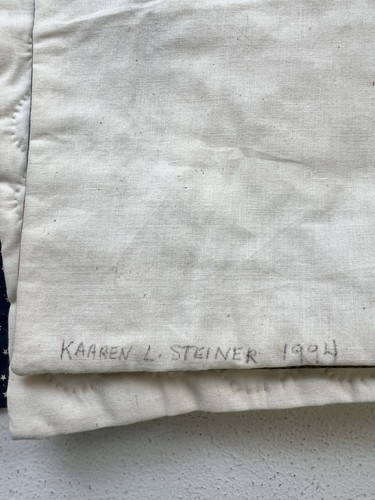 KAAREN L. STEINER 1994